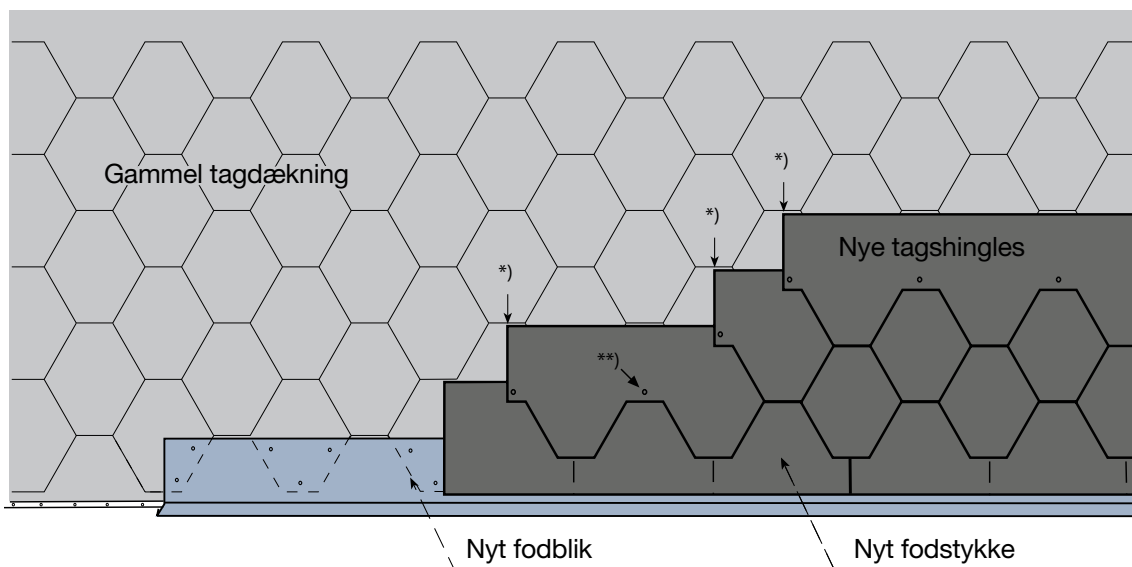 *)
Gammel tagdækning
*)
Nye tagshingles
*)
**)
Nyt fodblik
Nyt fodstykke